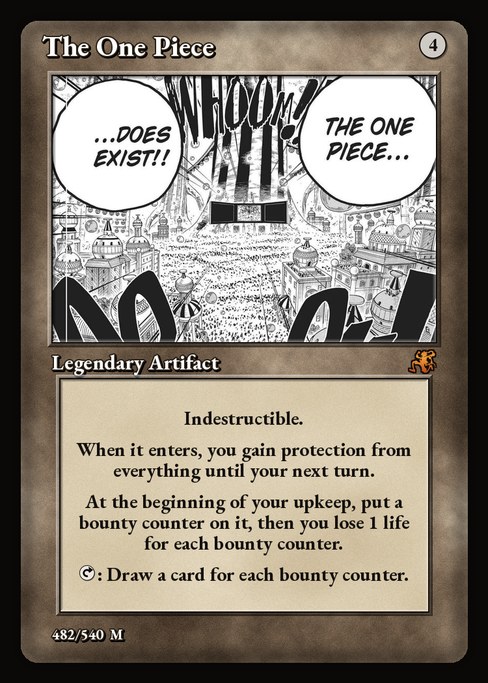 The One Piece
4
WHOOM!!
THE ONE
PIECE...
...DOES
EXIST!!
Legendary Artifact
Indestructible.
When it enters, you gain protection from
everything until your next turn.
At the beginning of your upkeep, put a
bounty counter on it, then you lose 1 life
for each bounty counter.
: Draw a card for each bounty counter.
482/540 M